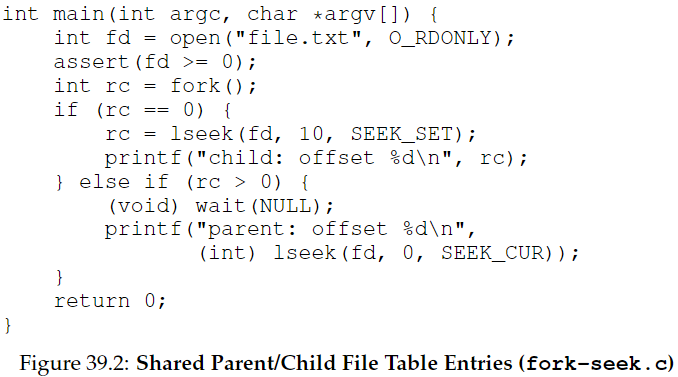 int main(int argc, char *argv[]) {
    int fd = open("file.txt", O_RDONLY);
    assert(fd >= 0);
    int rc = fork();
    if (rc == 0) {
        rc = lseek(fd, 10, SEEK_SET);
        printf("child: offset %d\n", rc);
    } else if (rc > 0) {
        (void) wait(NULL);
        printf("parent: offset %d\n",
               (int) lseek(fd, 0, SEEK_CUR));
    }
    return 0;
}
Figure 39.2: Shared Parent/Child File Table Entries (fork-seek.c)